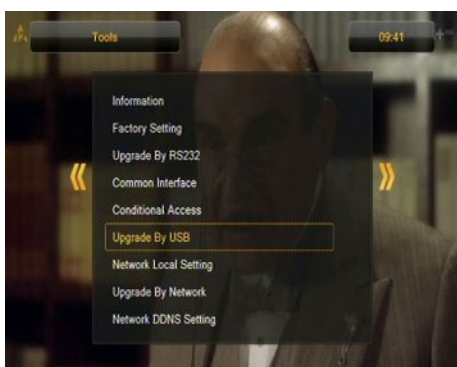 Tools
09:41
Information
Factory Setting
Upgrade By RS232
Common Interface
Conditional Access
Upgrade By USB
Network Local Setting
Upgrade By Network
Network DDNS Setting